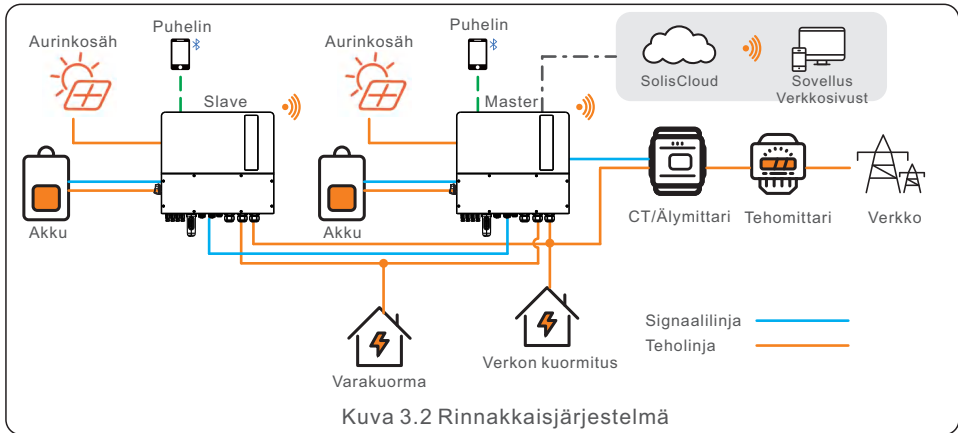 Puhelin
Aurinkosäh
Slave
Akku
Puhelin
Aurinkosäh
Master
Akku
SolisCloud
Sovellus
Verkkosivust
CT/Älymittari
Tehomittari
Verkko
Varakuorma
Verkon kuormitus
Signaalilinja
Teholinja
Kuva 3.2 Rinnakkaisjärjestelmä